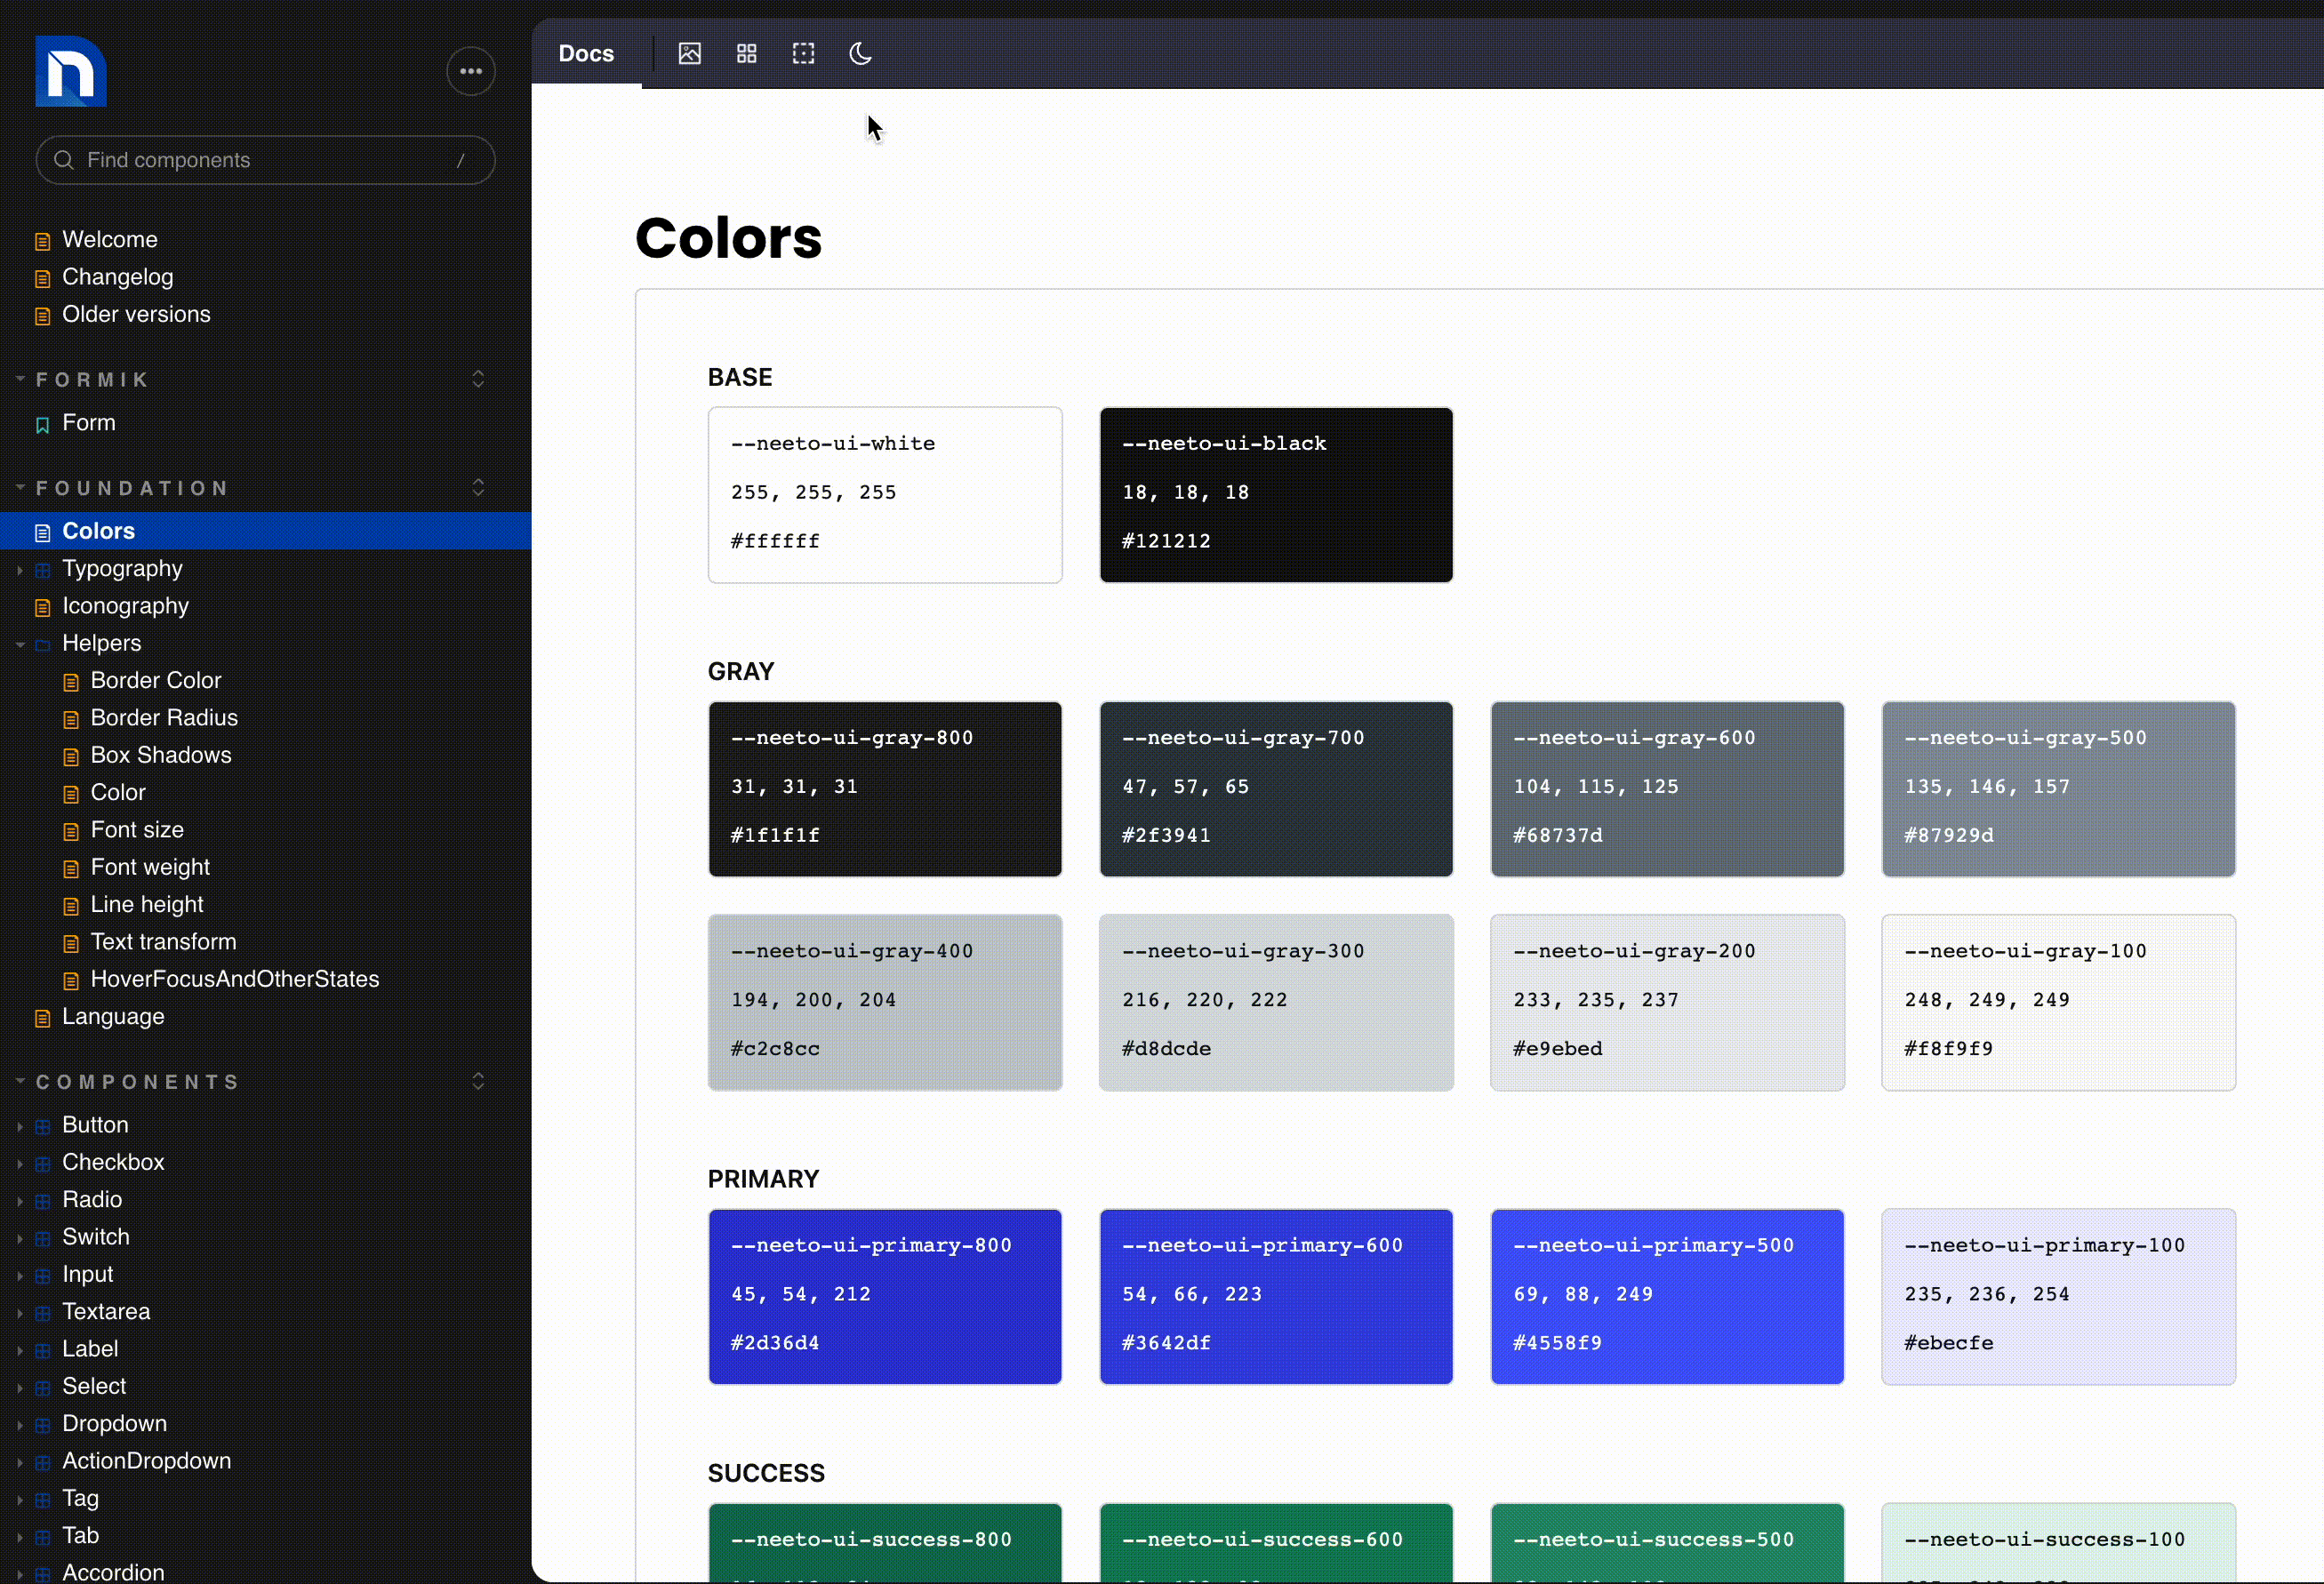 Docs
Find components /
Welcome
Changelog
Older versions
FORMIK
Form
FOUNDATION
Colors
Typography
Iconography
Helpers
Border Color
Border Radius
Box Shadows
Color
Font size
Font weight
Line height
Text transform
HoverFocusAndOtherStates
Language
COMPONENTS
Button
Checkbox
Radio
Switch
Input
Textarea
Label
Select
Dropdown
ActionDropdown
Tag
Tab
Accordion
Colors
BASE
--neeto-ui-white
255, 255, 255
#ffffff
--neeto-ui-black
18, 18, 18
#121212
GRAY
--neeto-ui-gray-800
31, 31, 31
#1f1f1f
--neeto-ui-gray-700
47, 57, 65
#2f3941
--neeto-ui-gray-600
104, 115, 125
#68737d
--neeto-ui-gray-500
135, 146, 157
#87929d
--neeto-ui-gray-400
194, 200, 204
#c2c8cc
--neeto-ui-gray-300
216, 220, 222
#d8dcde
--neeto-ui-gray-200
233, 235, 237
#e9ebed
--neeto-ui-gray-100
248, 249, 249
#f8f9f9
PRIMARY
--neeto-ui-primary-800
45, 54, 212
#2d36d4
--neeto-ui-primary-600
54, 66, 223
#3642df
--neeto-ui-primary-500
69, 88, 249
#4558f9
--neeto-ui-primary-100
235, 236, 254
#ebecfe
SUCCESS
--neeto-ui-success-800
--neeto-ui-success-600
--neeto-ui-success-500
--neeto-ui-success-100